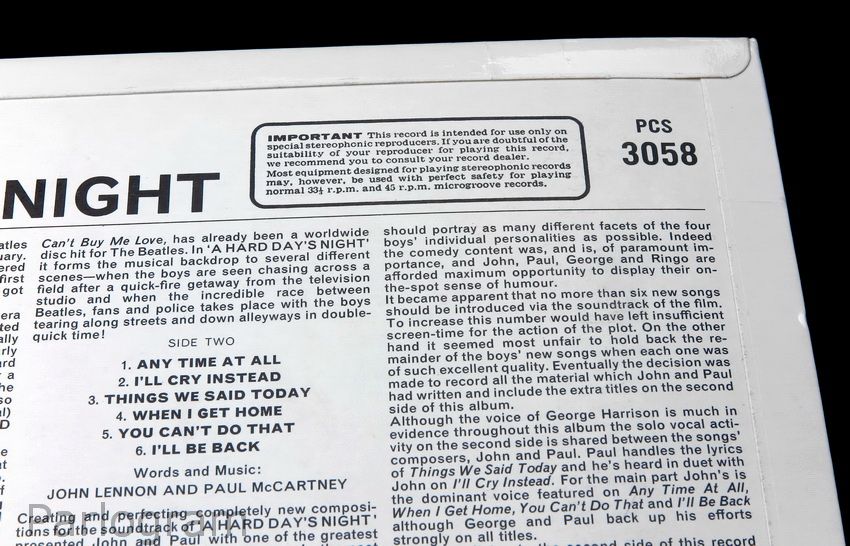 IMPORTANT This record is intended for use only on
special stereophonic reproducers. If you are doubtful of the
suitability of your reproducer for playing this record,
we recommend you to consult your record dealer.
Most equipment designed for playing stereophonic records
may, however, be used with perfect safety for playing
normal 33⅓ r.p.m. and 45 r.p.m. microgroove records.
PCS
3058
NIGHT
Can't Buy Me Love, has already been a worldwide
disc hit for The Beatles. In 'A HARD DAY'S NIGHT'
it forms the musical backdrop to several different
scenes—when the boys are seen chasing across a
field after a quick-fire getaway from the television
studio and when the incredible race between
Beatles, fans and police takes place with the boys
tearing along streets and down alleyways in double-
quick time!
SIDE TWO
1. ANY TIME AT ALL
2. I'LL CRY INSTEAD
3. THINGS WE SAID TODAY
4. WHEN I GET HOME
5. YOU CAN'T DO THAT
6. I'LL BE BACK
Words and Music:
JOHN LENNON AND PAUL McCARTNEY
Creating and perfecting completely new composi-
tions for the soundtrack of 'A HARD DAY'S NIGHT'
presented John and Paul with one of the greatest
should portray as many different facets of the four
boys' individual personalities as possible. Indeed
the comedy content was, and is, of paramount im-
portance, and John, Paul, George and Ringo are
afforded maximum opportunity to display their on-
the-spot sense of humour.
It became apparent that no more than six new songs
should be introduced via the soundtrack of the film.
To increase this number would have left insufficient
screen-time for the action of the plot. On the other
hand it seemed most unfair to hold back the re-
mainder of the boys' new songs when each one was
of such excellent quality. Eventually the decision was
made to record all the material which John and Paul
had written and include the extra titles on the second
side of this album.
Although the voice of George Harrison is much in
evidence throughout this album the solo vocal acti-
vity on the second side is shared between the songs'
composers, John and Paul. Paul handles the lyrics
of Things We Said Today and he's heard in duet with
John on I'll Cry Instead. For the main part John's is
the dominant voice featured on Any Time At All,
When I Get Home, You Can't Do That and I'll Be Back
although George and Paul back up his efforts
strongly on all titles.
second side of this record
Parlogram